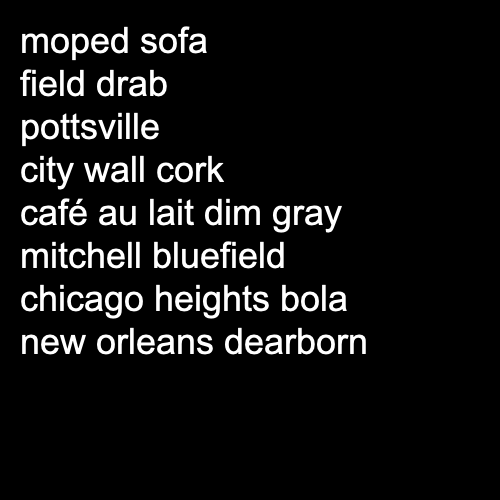 moped sofa
field drab
pottsville
city wall cork
café au lait dim gray
mitchell bluefield
chicago heights bola
new orleans dearborn